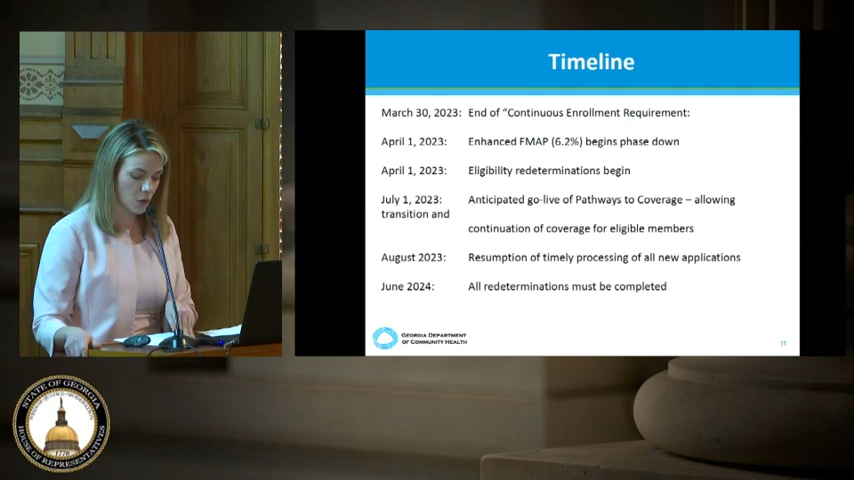 Timeline
March 30, 2023: End of "Continuous Enrollment Requirement:
April 1, 2023: Enhanced FMAP (6.2%) begins phase down
April 1, 2023: Eligibility redeterminations begin
July 1, 2023: Anticipated go-live of Pathways to Coverage – allowing
transition and
continuation of coverage for eligible members
August 2023: Resumption of timely processing of all new applications
June 2024: All redeterminations must be completed
GEORGIA DEPARTMENT
OF COMMUNITY HEALTH
11
STATE OF GEORGIA
1776
HOUSE OF REPRESENTATIVES